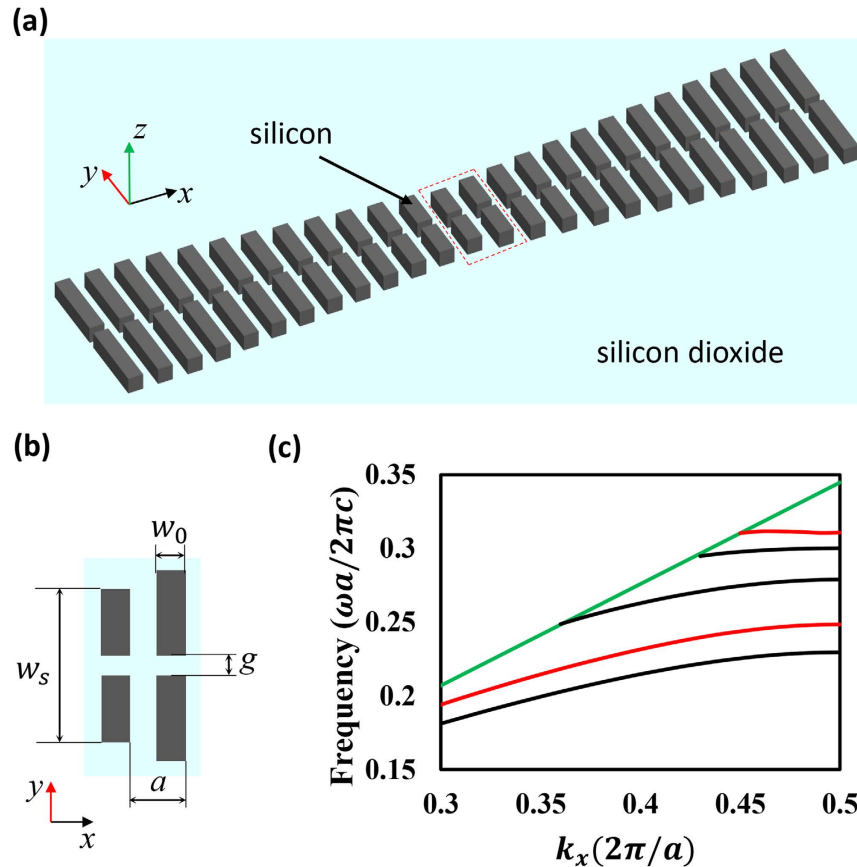 (a)
z
y
x
silicon
silicon dioxide
(b)
w₀
wₛ
g
a
y
x
(c)
Frequency (ωa/2πc)
0.35
0.3
0.25
0.2
0.15
0.3 0.35 0.4 0.45 0.5
kₓ(2π/a)